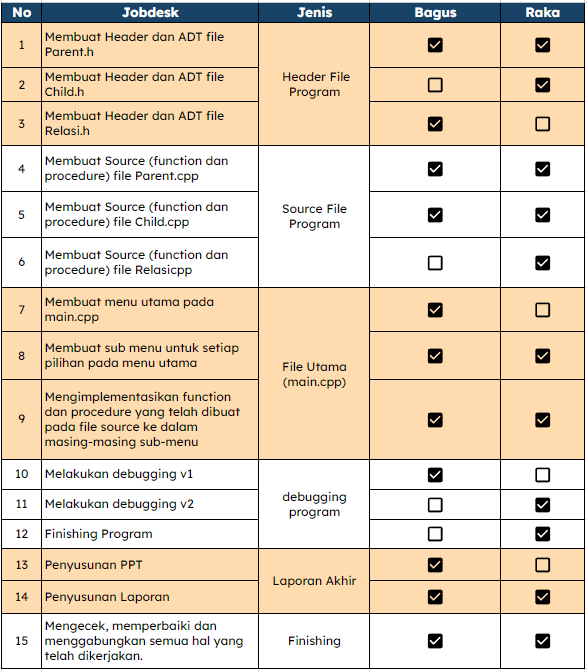 No Jobdesk Jenis Bagus Raka
1 Membuat Header dan ADT file
Parent.h
2 Membuat Header dan ADT file
Child.h
Header File
Program
3 Membuat Header dan ADT file
Relasi.h
4 Membuat Source (function dan
procedure) file Parent.cpp
5 Membuat Source (function dan
procedure) file Child.cpp
Source File
Program
6 Membuat Source (function dan
procedure) file Relasicpp
7 Membuat menu utama pada
main.cpp
8 Membuat sub menu untuk setiap
pilihan pada menu utama
File Utama
(main.cpp)
9 Mengimplementasikan function
dan procedure yang telah dibuat
pada file source ke dalam
masing-masing sub-menu
10 Melakukan debugging v1
11 Melakukan debugging v2
debugging
program
12 Finishing Program
13 Penyusunan PPT
Laporan Akhir
14 Penyusunan Laporan
15 Mengecek, memperbaiki dan
menggabungkan semua hal yang
telah dikerjakan.
Finishing